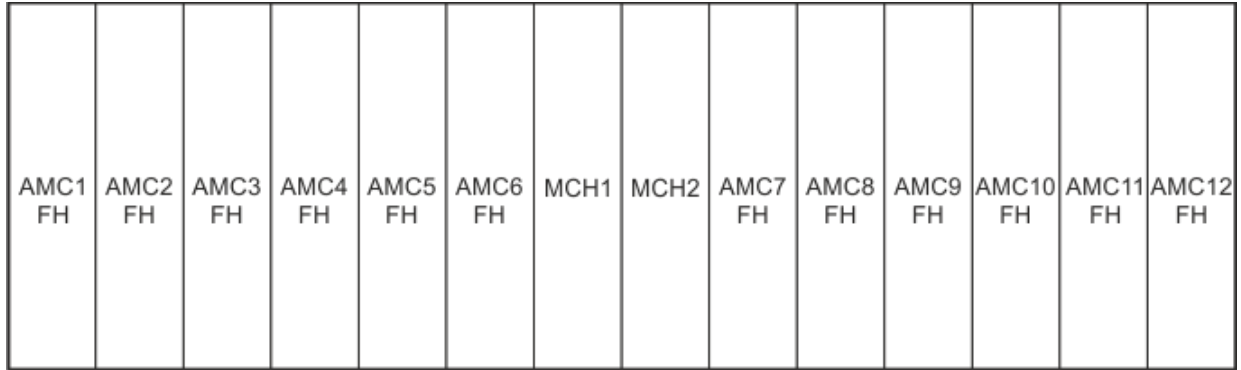 AMC1
FH
AMC2
FH
AMC3
FH
AMC4
FH
AMC5
FH
AMC6
FH
MCH1
MCH2
AMC7
FH
AMC8
FH
AMC9
FH
AMC10
FH
AMC11
FH
AMC12
FH